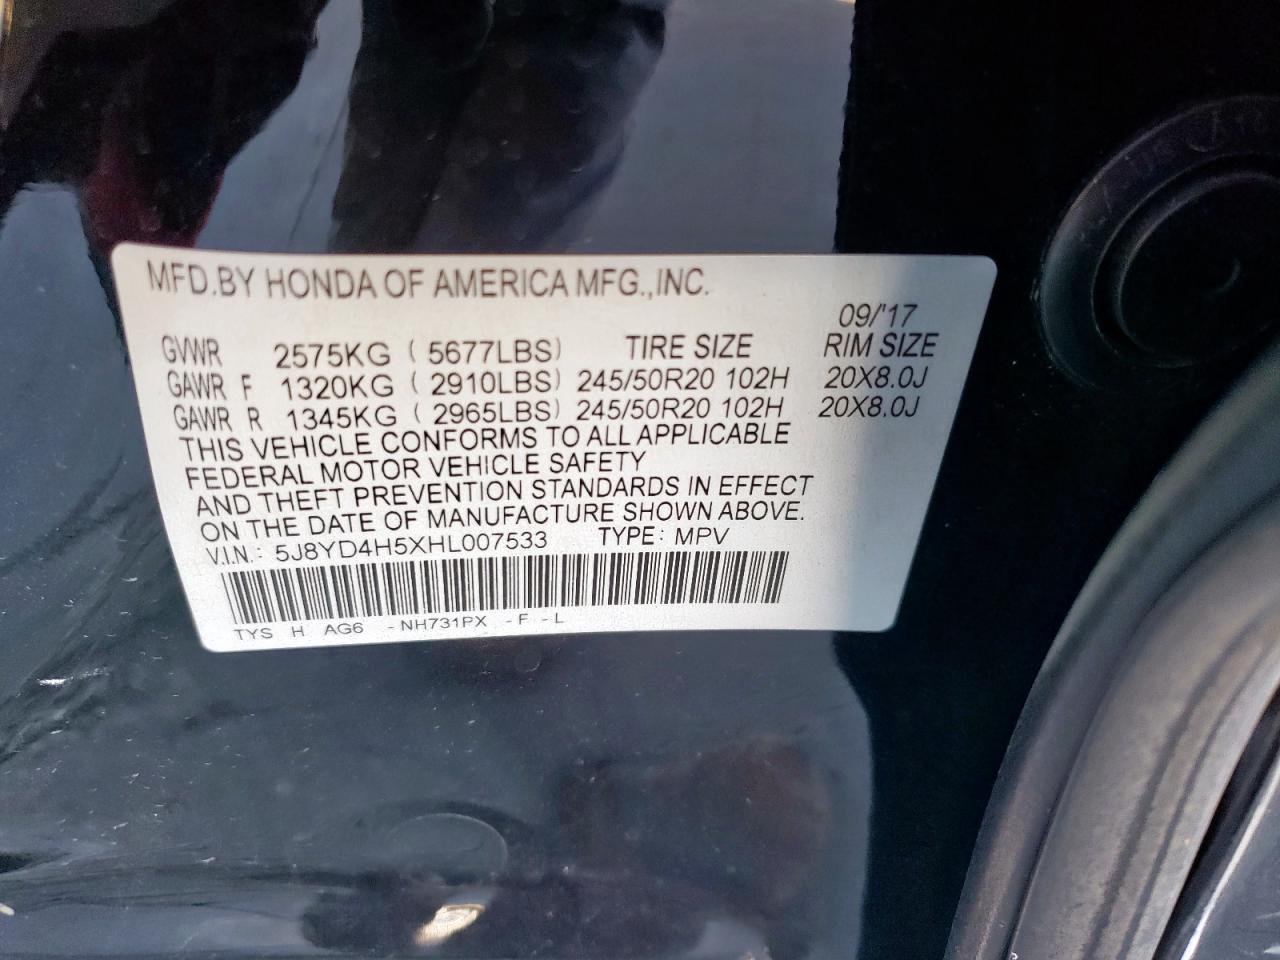 MFD.BY HONDA OF AMERICA MFG.,INC.
09/'17
GVWR 2575KG ( 5677LBS) TIRE SIZE RIM SIZE
GAWR F 1320KG ( 2910LBS) 245/50R20 102H 20X8.0J
GAWR R 1345KG ( 2965LBS) 245/50R20 102H 20X8.0J
THIS VEHICLE CONFORMS TO ALL APPLICABLE
FEDERAL MOTOR VEHICLE SAFETY
AND THEFT PREVENTION STANDARDS IN EFFECT
ON THE DATE OF MANUFACTURE SHOWN ABOVE.
V.I.N.: 5J8YD4H5XHL007533 TYPE: MPV
TYS H AG6 -NH731PX -F -L